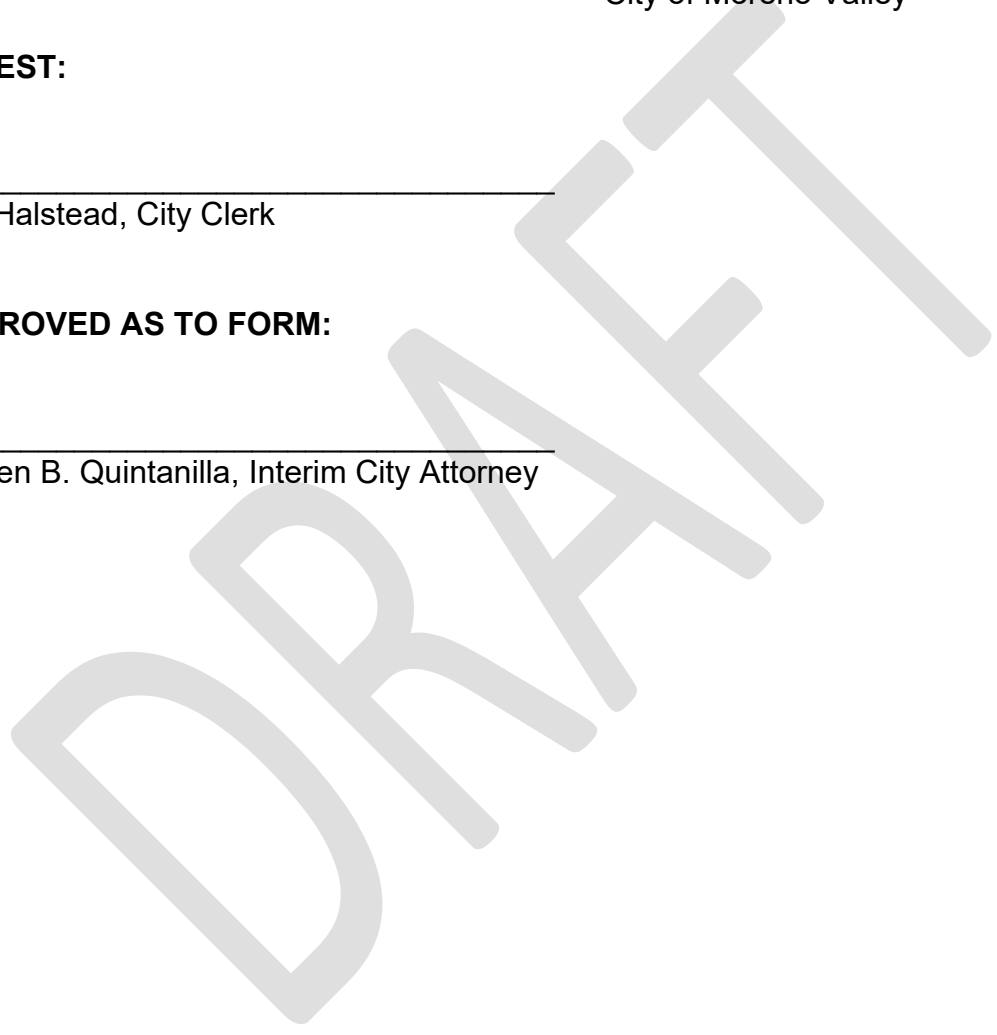 City of Moreno Valley
EST:
Halstead, City Clerk
ROVED AS TO FORM:
en B. Quintanilla, Interim City Attorney
DRAFT